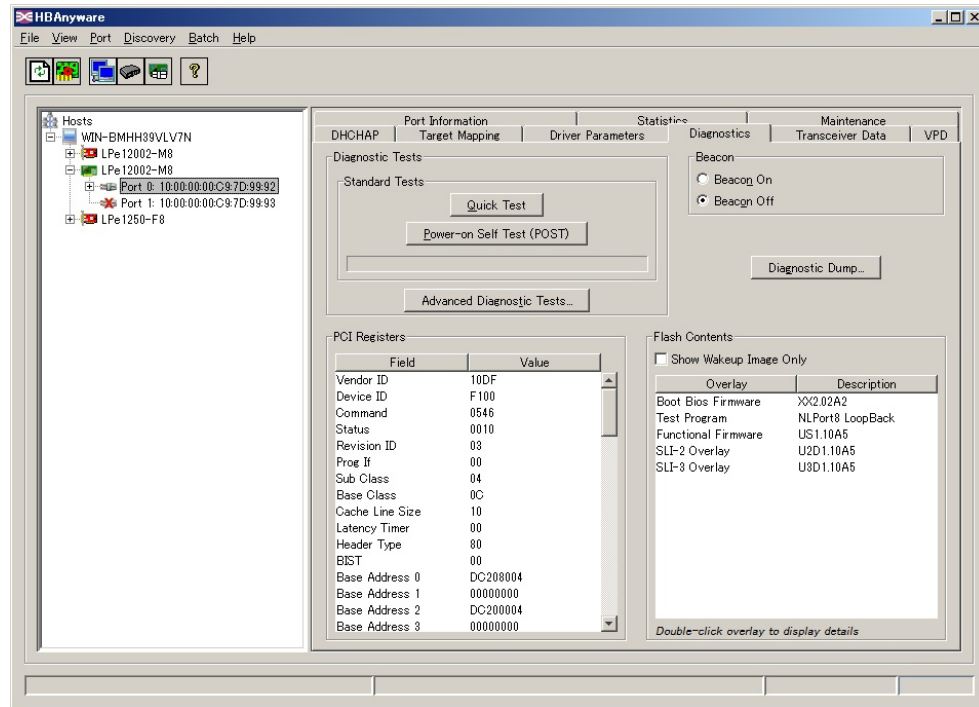 HBAnyware
File View Port Discovery Batch Help
Hosts
WIN-BMHH39VLV7N
LPe12002-M8
LPe12002-M8
Port 0: 10:00:00:00:C9:7D:99:92
Port 1: 10:00:00:00:C9:7D:99:93
LPe1250-F8
Port Information Statistics Maintenance
DHCHAP Target Mapping Driver Parameters Diagnostics Transceiver Data VPD
Diagnostic Tests
Standard Tests
Quick Test
Power-on Self Test (POST)
Advanced Diagnostic Tests...
Beacon
Beacon On
Beacon Off
Diagnostic Dump...
PCI Registers
Field Value
Vendor ID 10DF
Device ID F100
Command 0546
Status 0010
Revision ID 03
Prog If 00
Sub Class 04
Base Class 0C
Cache Line Size 10
Latency Timer 00
Header Type 80
BIST 00
Base Address 0 DC208004
Base Address 1 00000000
Base Address 2 DC200004
Base Address 3 00000000
Flash Contents
Show Wakeup Image Only
Overlay Description
Boot Bios Firmware XX2.02A2
Test Program NLPort8 LoopBack
Functional Firmware US1.10A5
SLI-2 Overlay U2D1.10A5
SLI-3 Overlay U3D1.10A5
Double-click overlay to display details